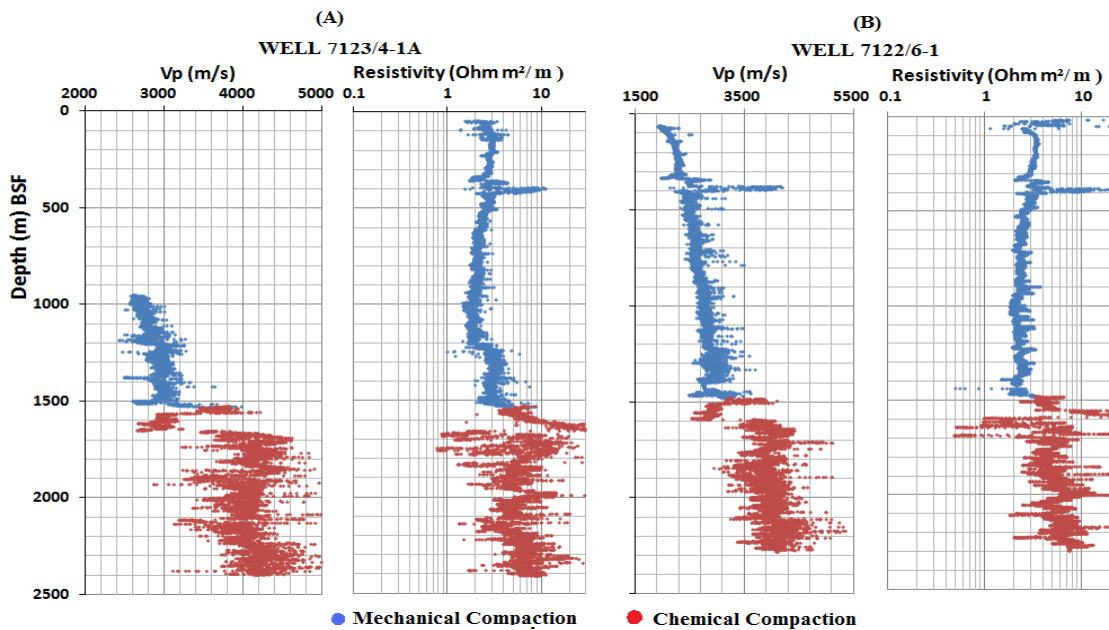 (A)
(B)
WELL 7123/4-1A
WELL 7122/6-1
Vp (m/s)
Resistivity (Ohm m²/ m )
Vp (m/s)
Resistivity (Ohm m²/ m )
2000 3000 4000 5000
0.1 1 10
1500 3500 5500
0.1 1 10
0
500
1000
1500
2000
2500
Depth (m) BSF
Mechanical Compaction
Chemical Compaction